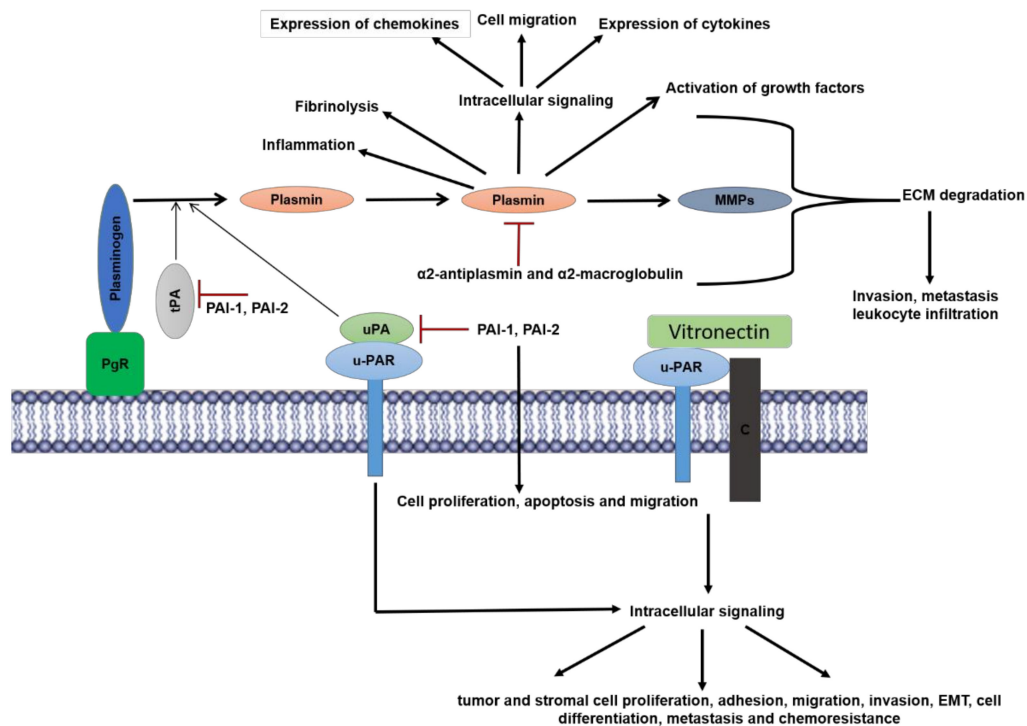 Expression of chemokines
Cell migration
Expression of cytokines
Intracellular signaling
Activation of growth factors
Fibrinolysis
Inflammation
Plasminogen
Plasmin
Plasmin
MMPs
ECM degradation
α2-antiplasmin and α2-macroglobulin
Invasion, metastasis
leukocyte infiltration
tPA
PAI-1, PAI-2
uPA
PAI-1, PAI-2
Vitronectin
PgR
u-PAR
u-PAR
C
Cell proliferation, apoptosis and migration
Intracellular signaling
tumor and stromal cell proliferation, adhesion, migration, invasion, EMT, cell
differentiation, metastasis and chemoresistance